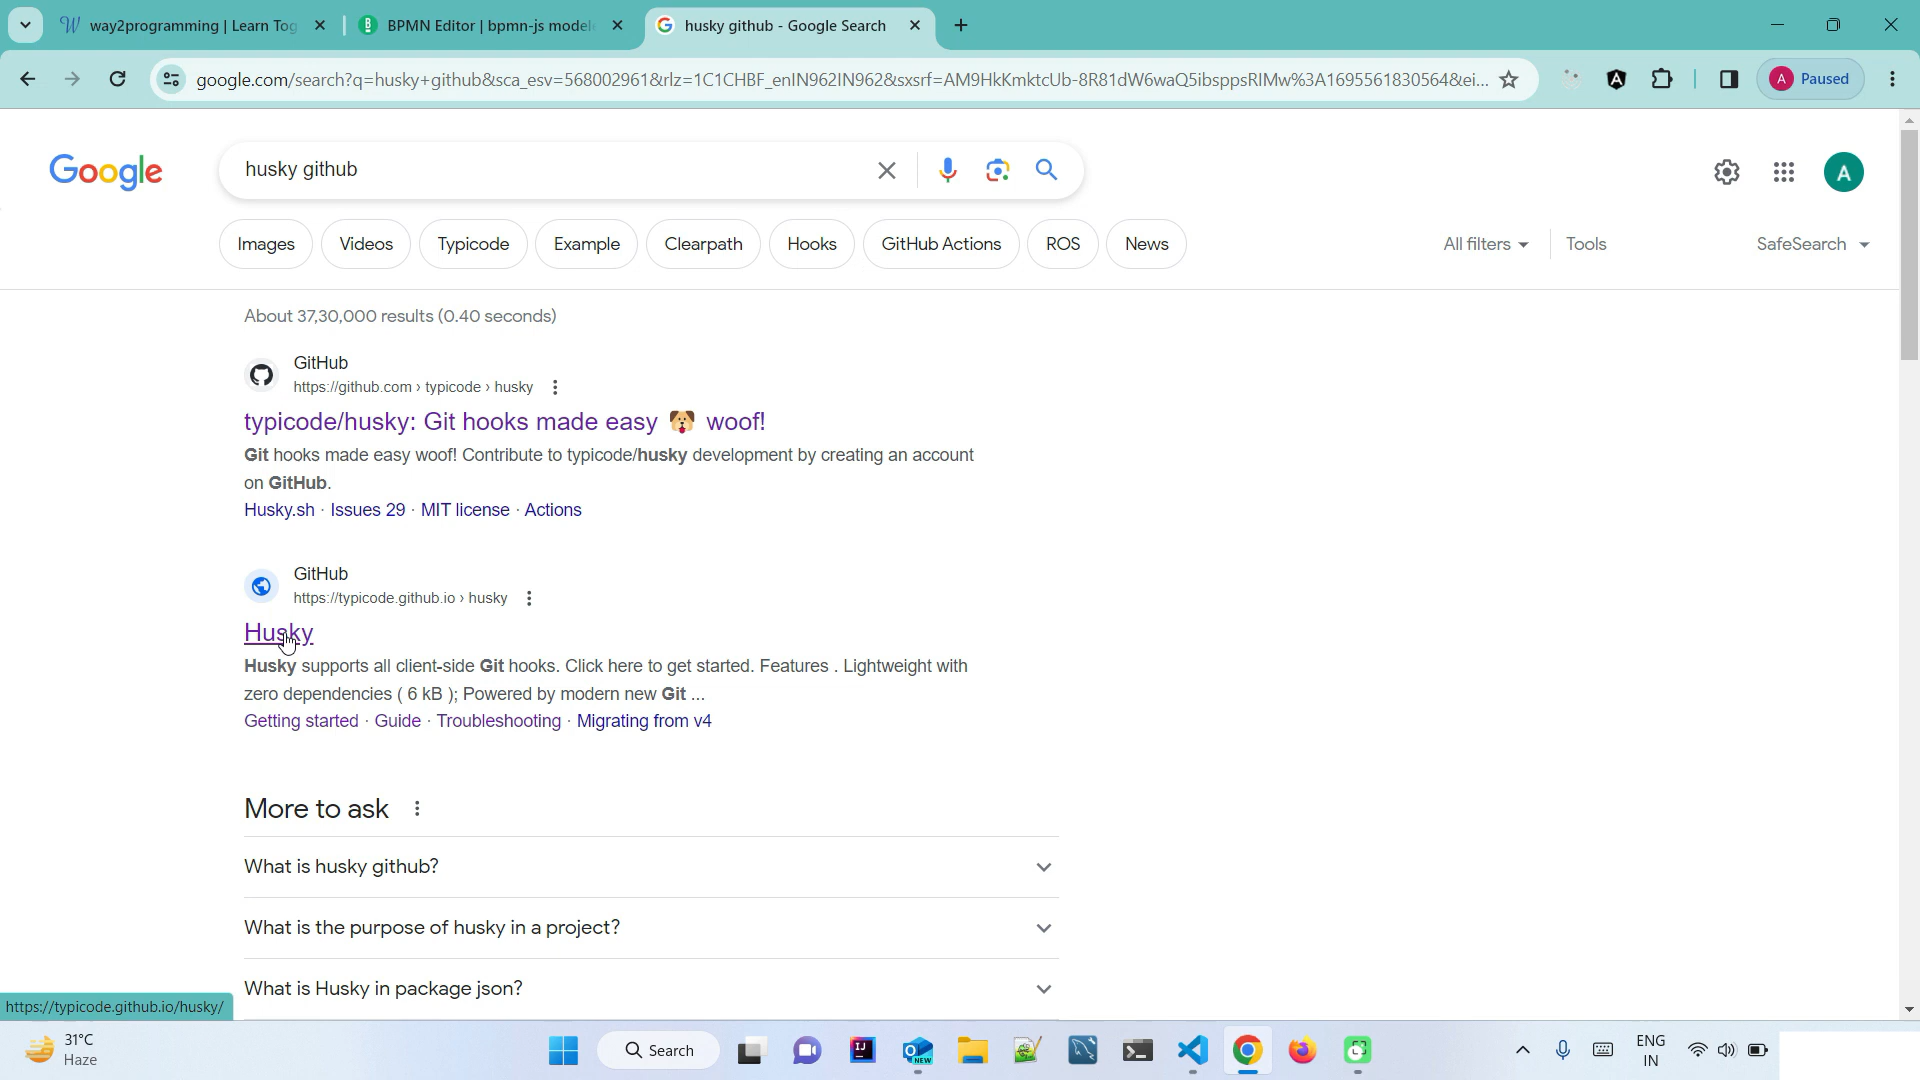 way2programming | Learn Tog
BPMN Editor | bpmn-js model
husky github - Google Search
google.com/search?q=husky+github&sca_esv=568002961&rlz=1C1CHBF_enIN962IN962&sxsrf=AM9HkKmktcUb-8R81dW6waQ5ibsppsRIMw%3A1695561830564&ei...
A Paused
Google
husky github
A
Images
Videos
Typicode
Example
Clearpath
Hooks
GitHub Actions
ROS
News
All filters
Tools
SafeSearch
About 37,30,000 results (0.40 seconds)
GitHub
https://github.com › typicode › husky
typicode/husky: Git hooks made easy 🐶 woof!
Git hooks made easy woof! Contribute to typicode/husky development by creating an account
on GitHub.
Husky.sh · Issues 29 · MIT license · Actions
GitHub
https://typicode.github.io › husky
Husky
Husky supports all client-side Git hooks. Click here to get started. Features . Lightweight with
zero dependencies ( 6 kB ); Powered by modern new Git ...
Getting started · Guide · Troubleshooting · Migrating from v4
More to ask
What is husky github?
What is the purpose of husky in a project?
What is Husky in package json?
https://typicode.github.io/husky/
31°C
Haze
Search
ENG
IN